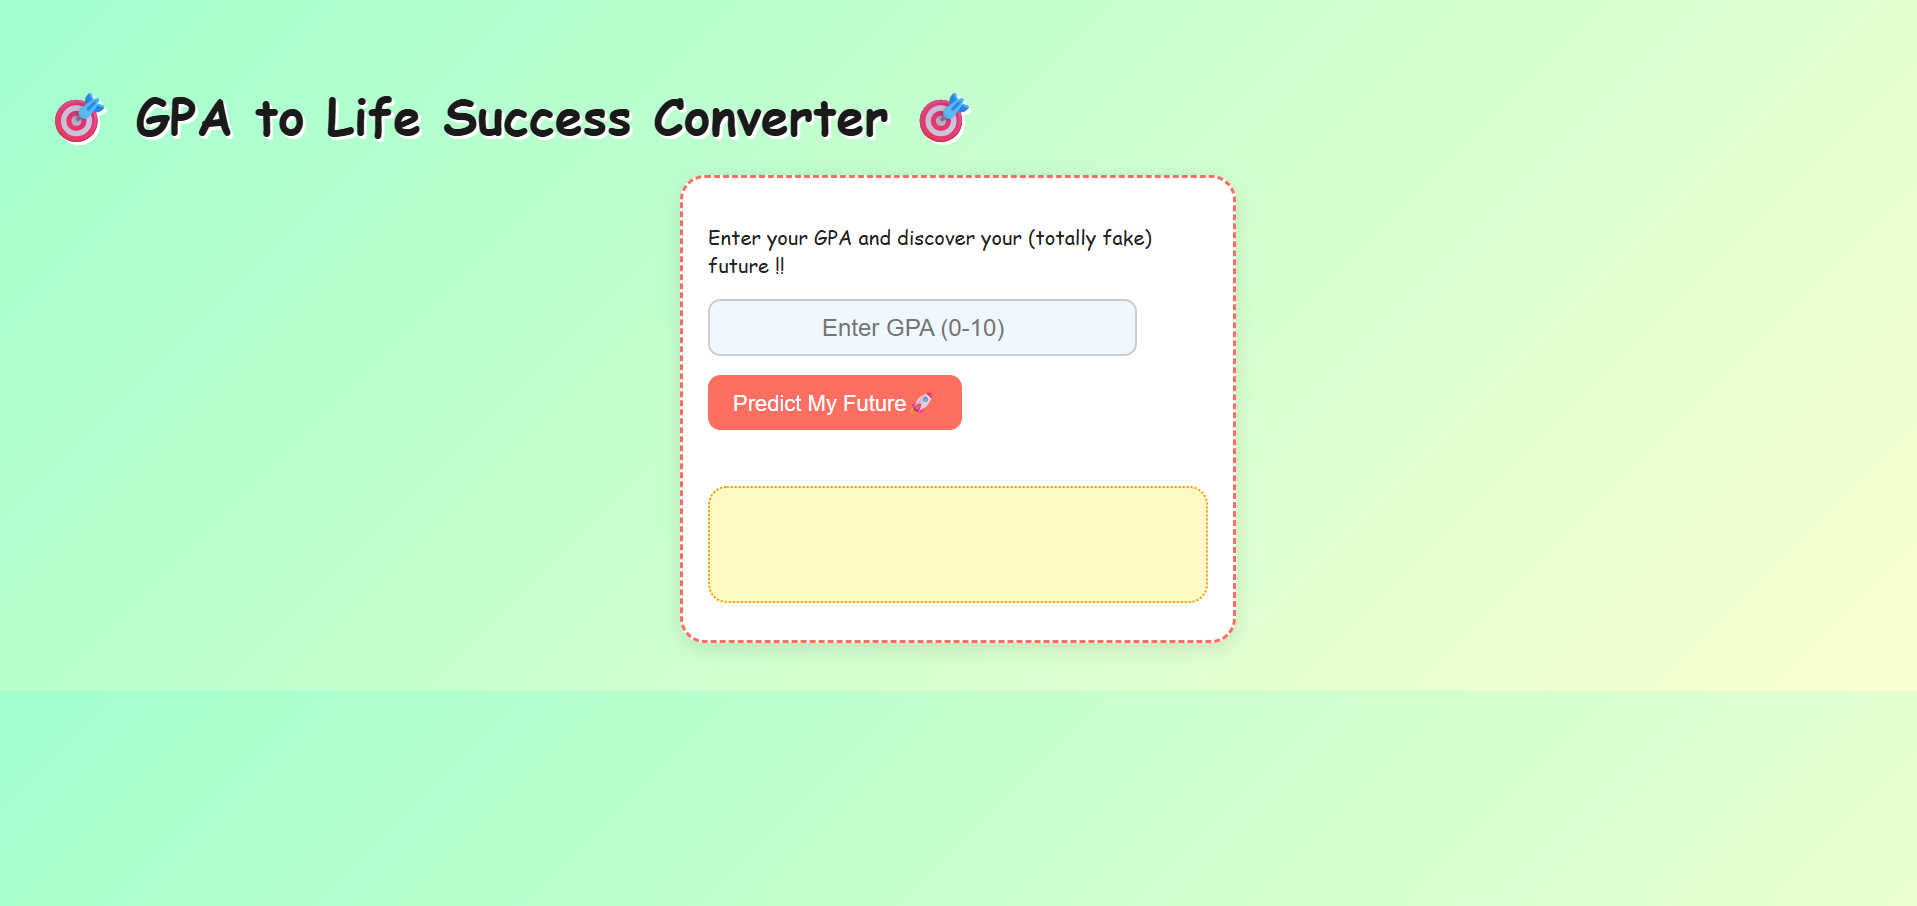 🎯 GPA to Life Success Converter 🎯
Enter your GPA and discover your (totally fake)
future !!
Enter GPA (0-10)
Predict My Future 🚀